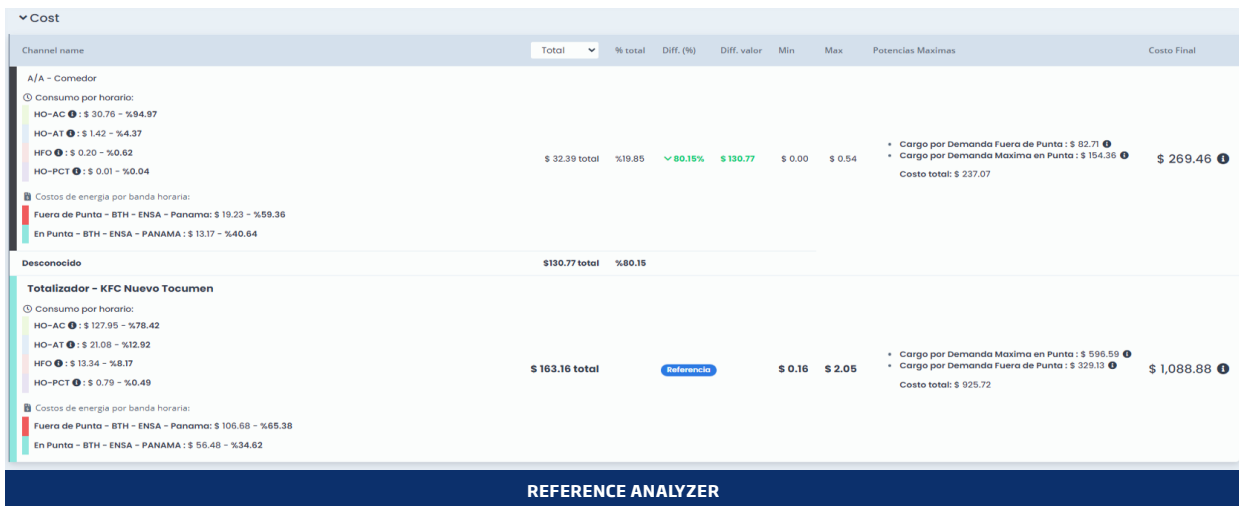 Cost
Channel name Total % total Diff. (%) Diff. valor Min Max Potencias Maximas Costo Final
A/A - Comedor
Consumo por horario:
HO-AC : $ 30.76 - %94.97
HO-AT : $ 1.42 - %4.37
HFO : $ 0.20 - %0.62
HO-PCT : $ 0.01 - %0.04
Costos de energia por banda horaria:
Fuera de Punta - BTH - ENSA - Panama: $ 19.23 - %59.36
En Punta - BTH - ENSA - PANAMA : $ 13.17 - %40.64
$ 32.39 total %19.85 80.15% $ 130.77 $ 0.00 $ 0.54
Cargo por Demanda Fuera de Punta : $ 82.71
Cargo por Demanda Maxima en Punta : $ 154.36
Costo total: $ 237.07
$ 269.46
Desconocido $130.77 total %80.15
Totalizador - KFC Nuevo Tocumen
Consumo por horario:
HO-AC : $ 127.95 - %78.42
HO-AT : $ 21.08 - %12.92
HFO : $ 13.34 - %8.17
HO-PCT : $ 0.79 - %0.49
Costos de energia por banda horaria:
Fuera de Punta - BTH - ENSA - Panama: $ 106.68 - %65.38
En Punta - BTH - ENSA - PANAMA : $ 56.48 - %34.62
$ 163.16 total Referencia $ 0.16 $ 2.05
Cargo por Demanda Maxima en Punta : $ 596.59
Cargo por Demanda Fuera de Punta : $ 329.13
Costo total: $ 925.72
$ 1,088.88
REFERENCE ANALYZER